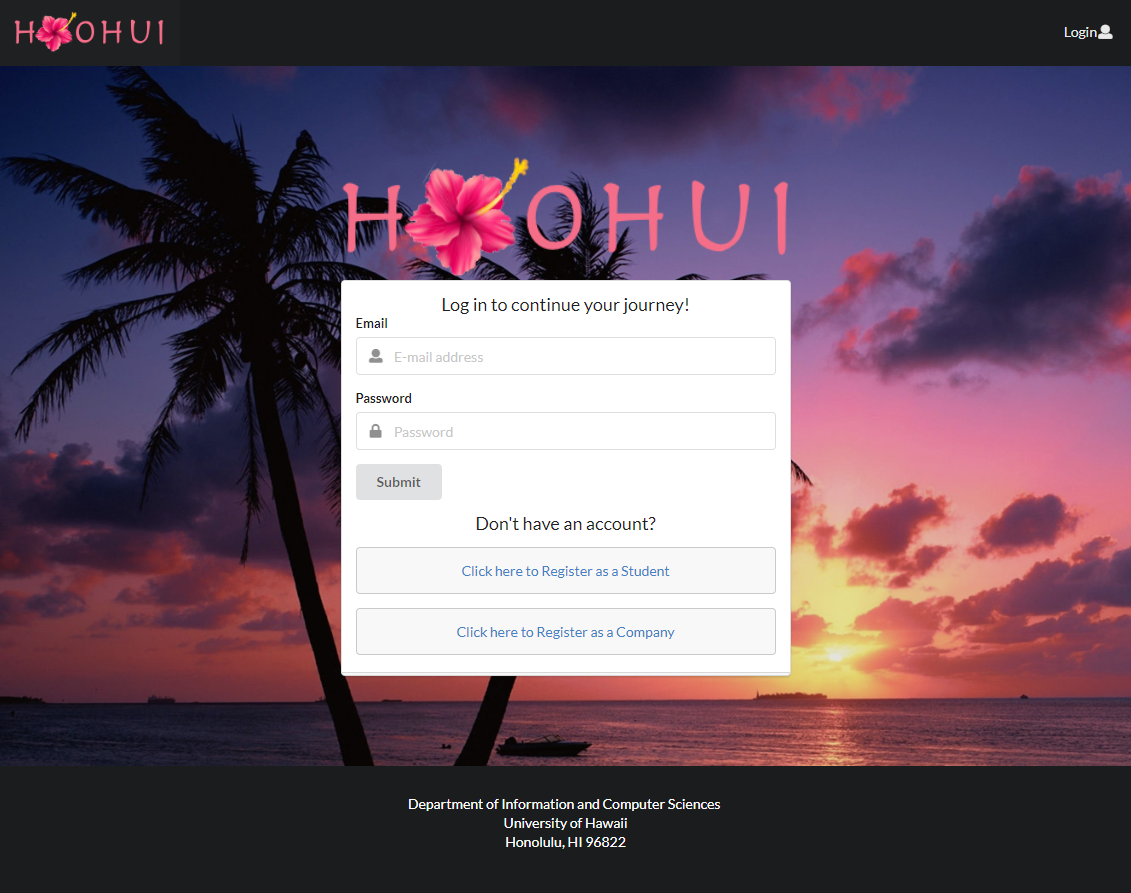 HOOHUI
Login
HOOHUI
Log in to continue your journey!
Email
E-mail address
Password
Password
Submit
Don't have an account?
Click here to Register as a Student
Click here to Register as a Company
Department of Information and Computer Sciences
University of Hawaii
Honolulu, HI 96822